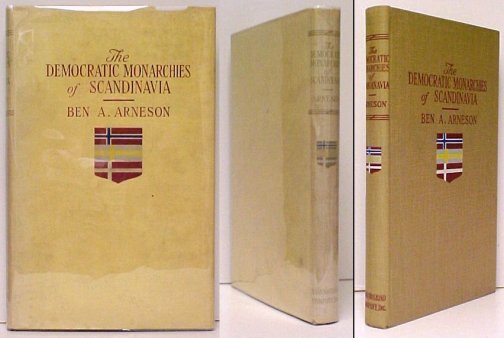 The
DEMOCRATIC MONARCHIES
of SCANDINAVIA
BEN A. ARNESON
The
DEMOCRATIC
MONARCHIES
of
SCANDINAVIA
ARNESON
The
DEMOCRATIC
MONARCHIES
of
SCANDINAVIA
ARNESON
The
DEMOCRATIC MONARCHIES
of SCANDINAVIA
BEN A. ARNESON